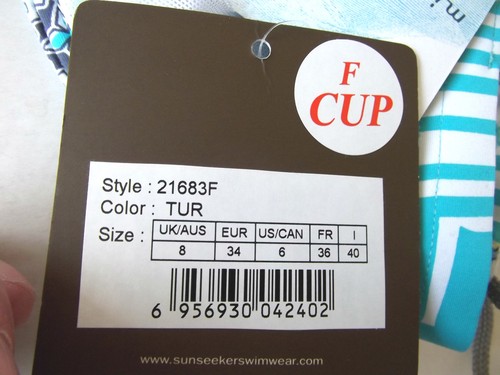 F
CUP
Style : 21683F
Color : TUR
Size : UK/AUS EUR US/CAN FR I
8 34 6 36 40
6 956930 042402
www.sunseekerswimwear.com